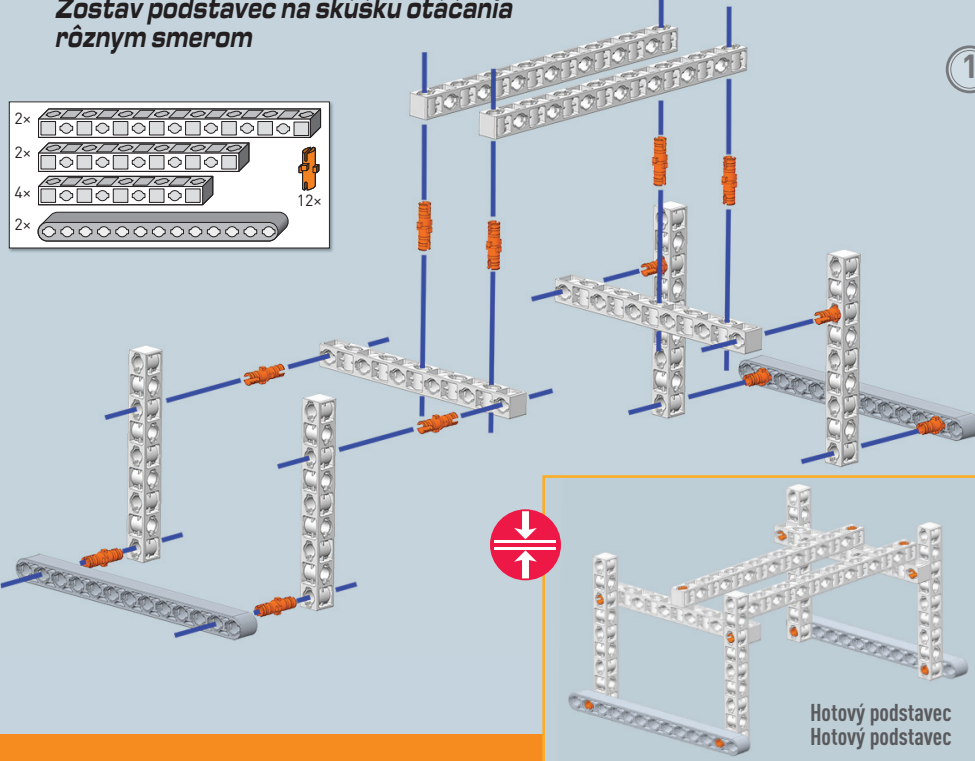 Zostav podstavec na skúšku otáčania
rôznym smerom
1
2×
2×
4×
2×
12×
Hotový podstavec
Hotový podstavec